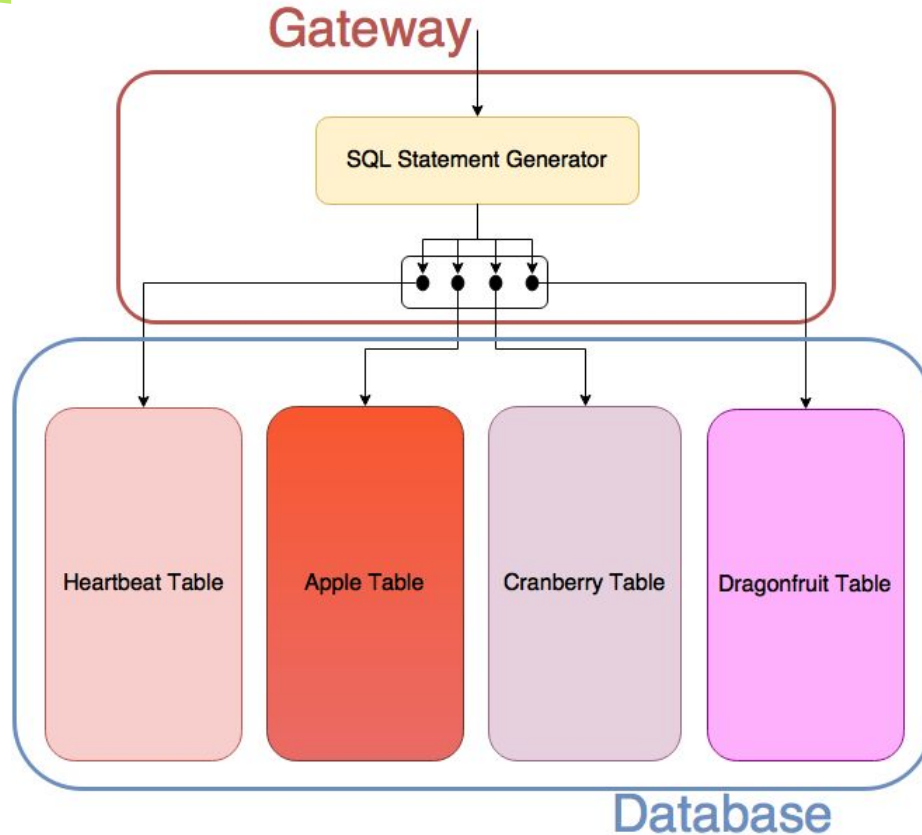 Gateway
SQL Statement Generator
Heartbeat Table
Apple Table
Cranberry Table
Dragonfruit Table
Database